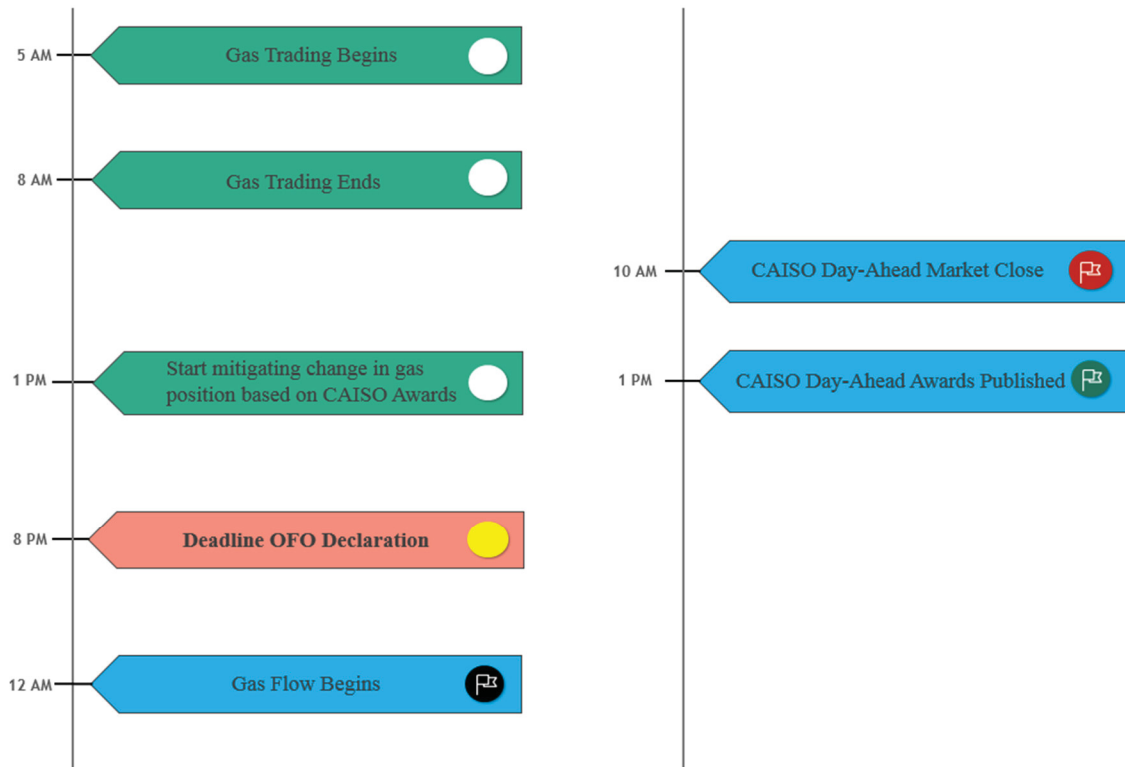 5 AM
Gas Trading Begins
8 AM
Gas Trading Ends
1 PM
Start mitigating change in gas
position based on CAISO Awards
8 PM
Deadline OFO Declaration
12 AM
Gas Flow Begins
10 AM
CAISO Day-Ahead Market Close
1 PM
CAISO Day-Ahead Awards Published